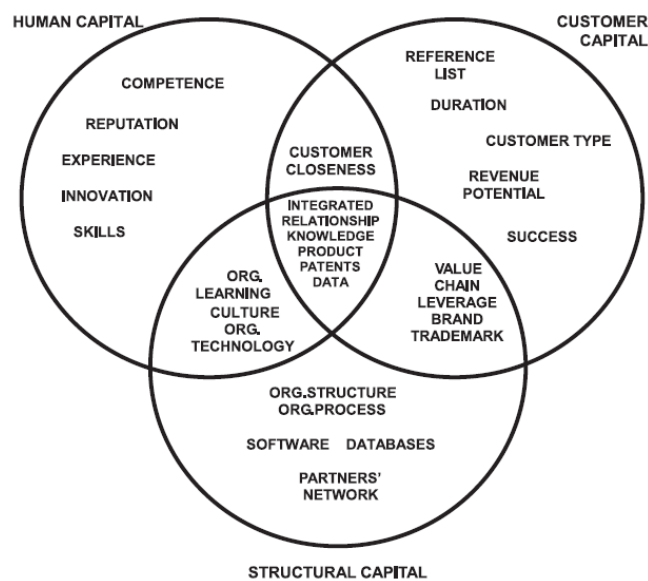 HUMAN CAPITAL
CUSTOMER
CAPITAL
COMPETENCE
REPUTATION
EXPERIENCE
INNOVATION
SKILLS
REFERENCE
LIST
DURATION
CUSTOMER TYPE
REVENUE
POTENTIAL
SUCCESS
CUSTOMER
CLOSENESS
INTEGRATED
RELATIONSHIP
KNOWLEDGE
PRODUCT
PATENTS
DATA
ORG.
LEARNING
CULTURE
ORG.
TECHNOLOGY
VALUE
CHAIN
LEVERAGE
BRAND
TRADEMARK
ORG.STRUCTURE
ORG.PROCESS
SOFTWARE DATABASES
PARTNERS'
NETWORK
STRUCTURAL CAPITAL